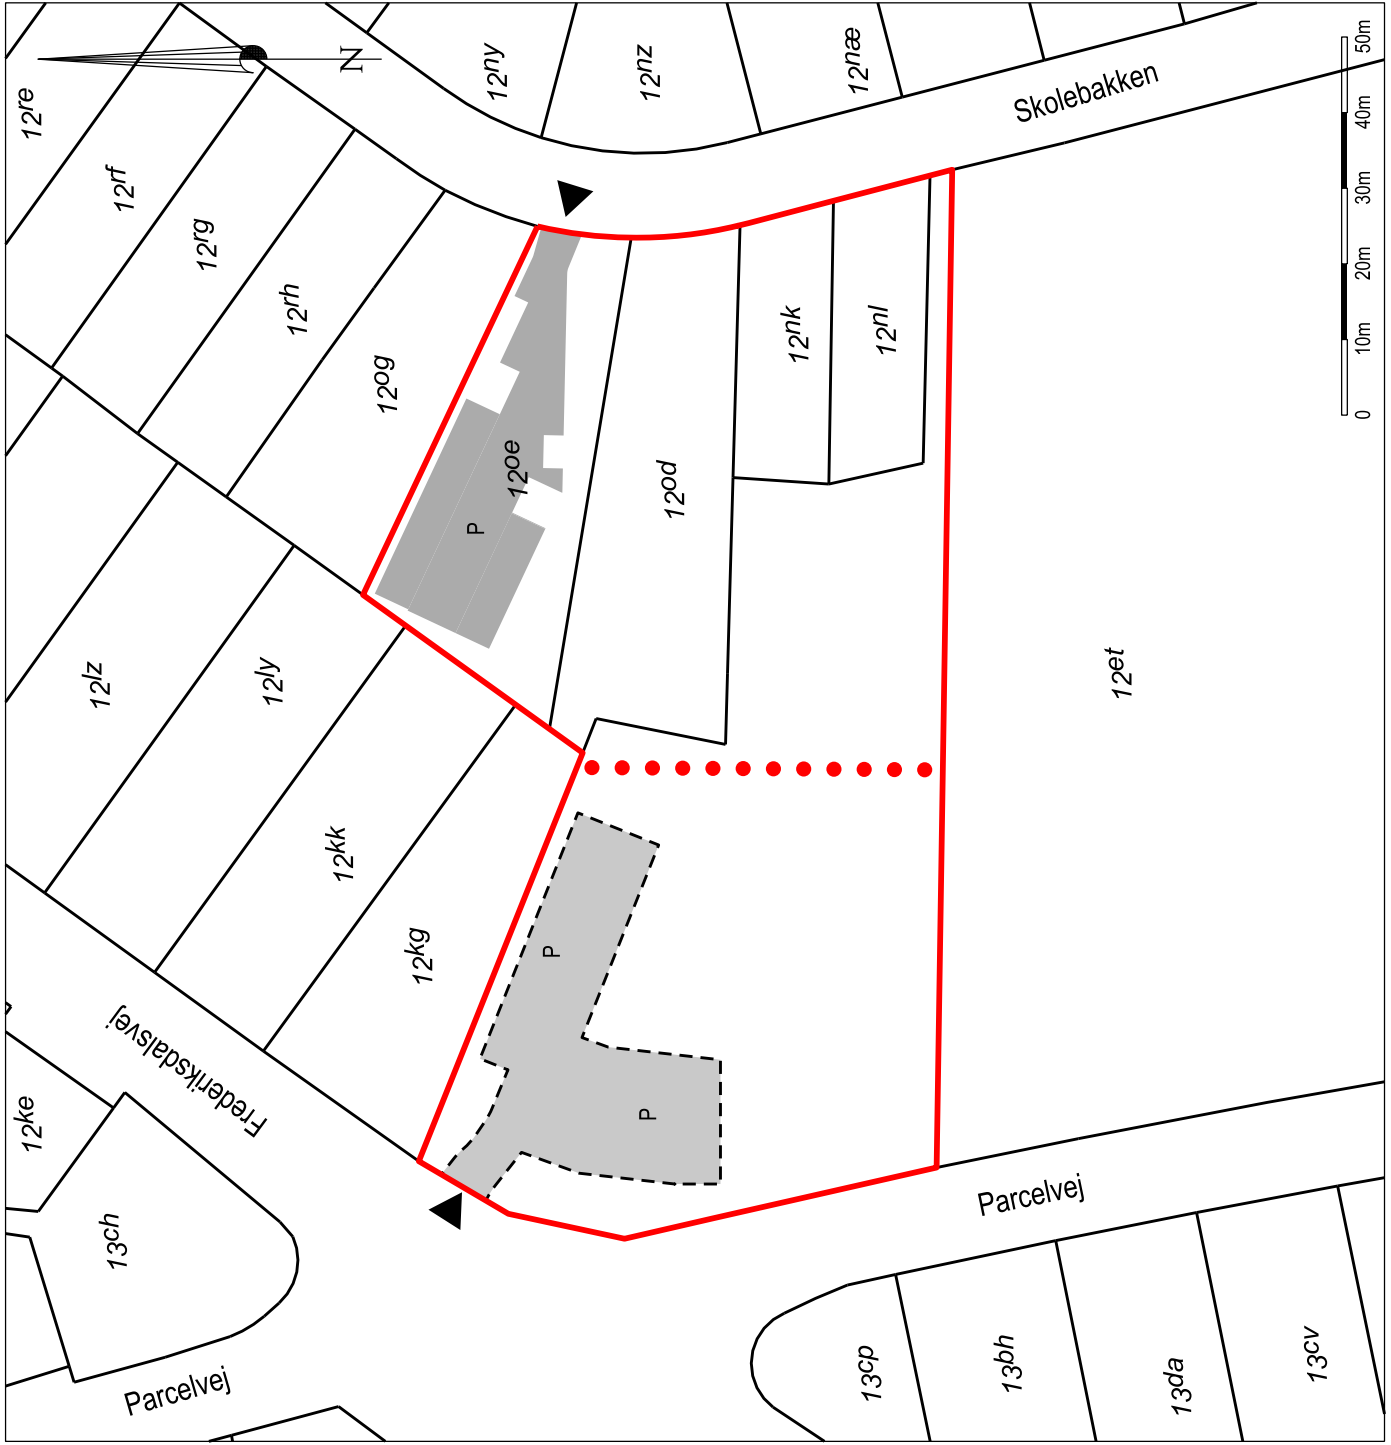 12re
12rf
12rg
12rh
12og
12ny
12nz
12næ
Skolebakken
N
12lz
12ly
12kk
12kg
12oe
P
12od
12nk
12nl
12et
0
10m
20m
30m
40m
50m
Frederiksdalsvej
12ke
13ch
Parcelvej
P
P
Parcelvej
13cp
13bh
13da
13cv